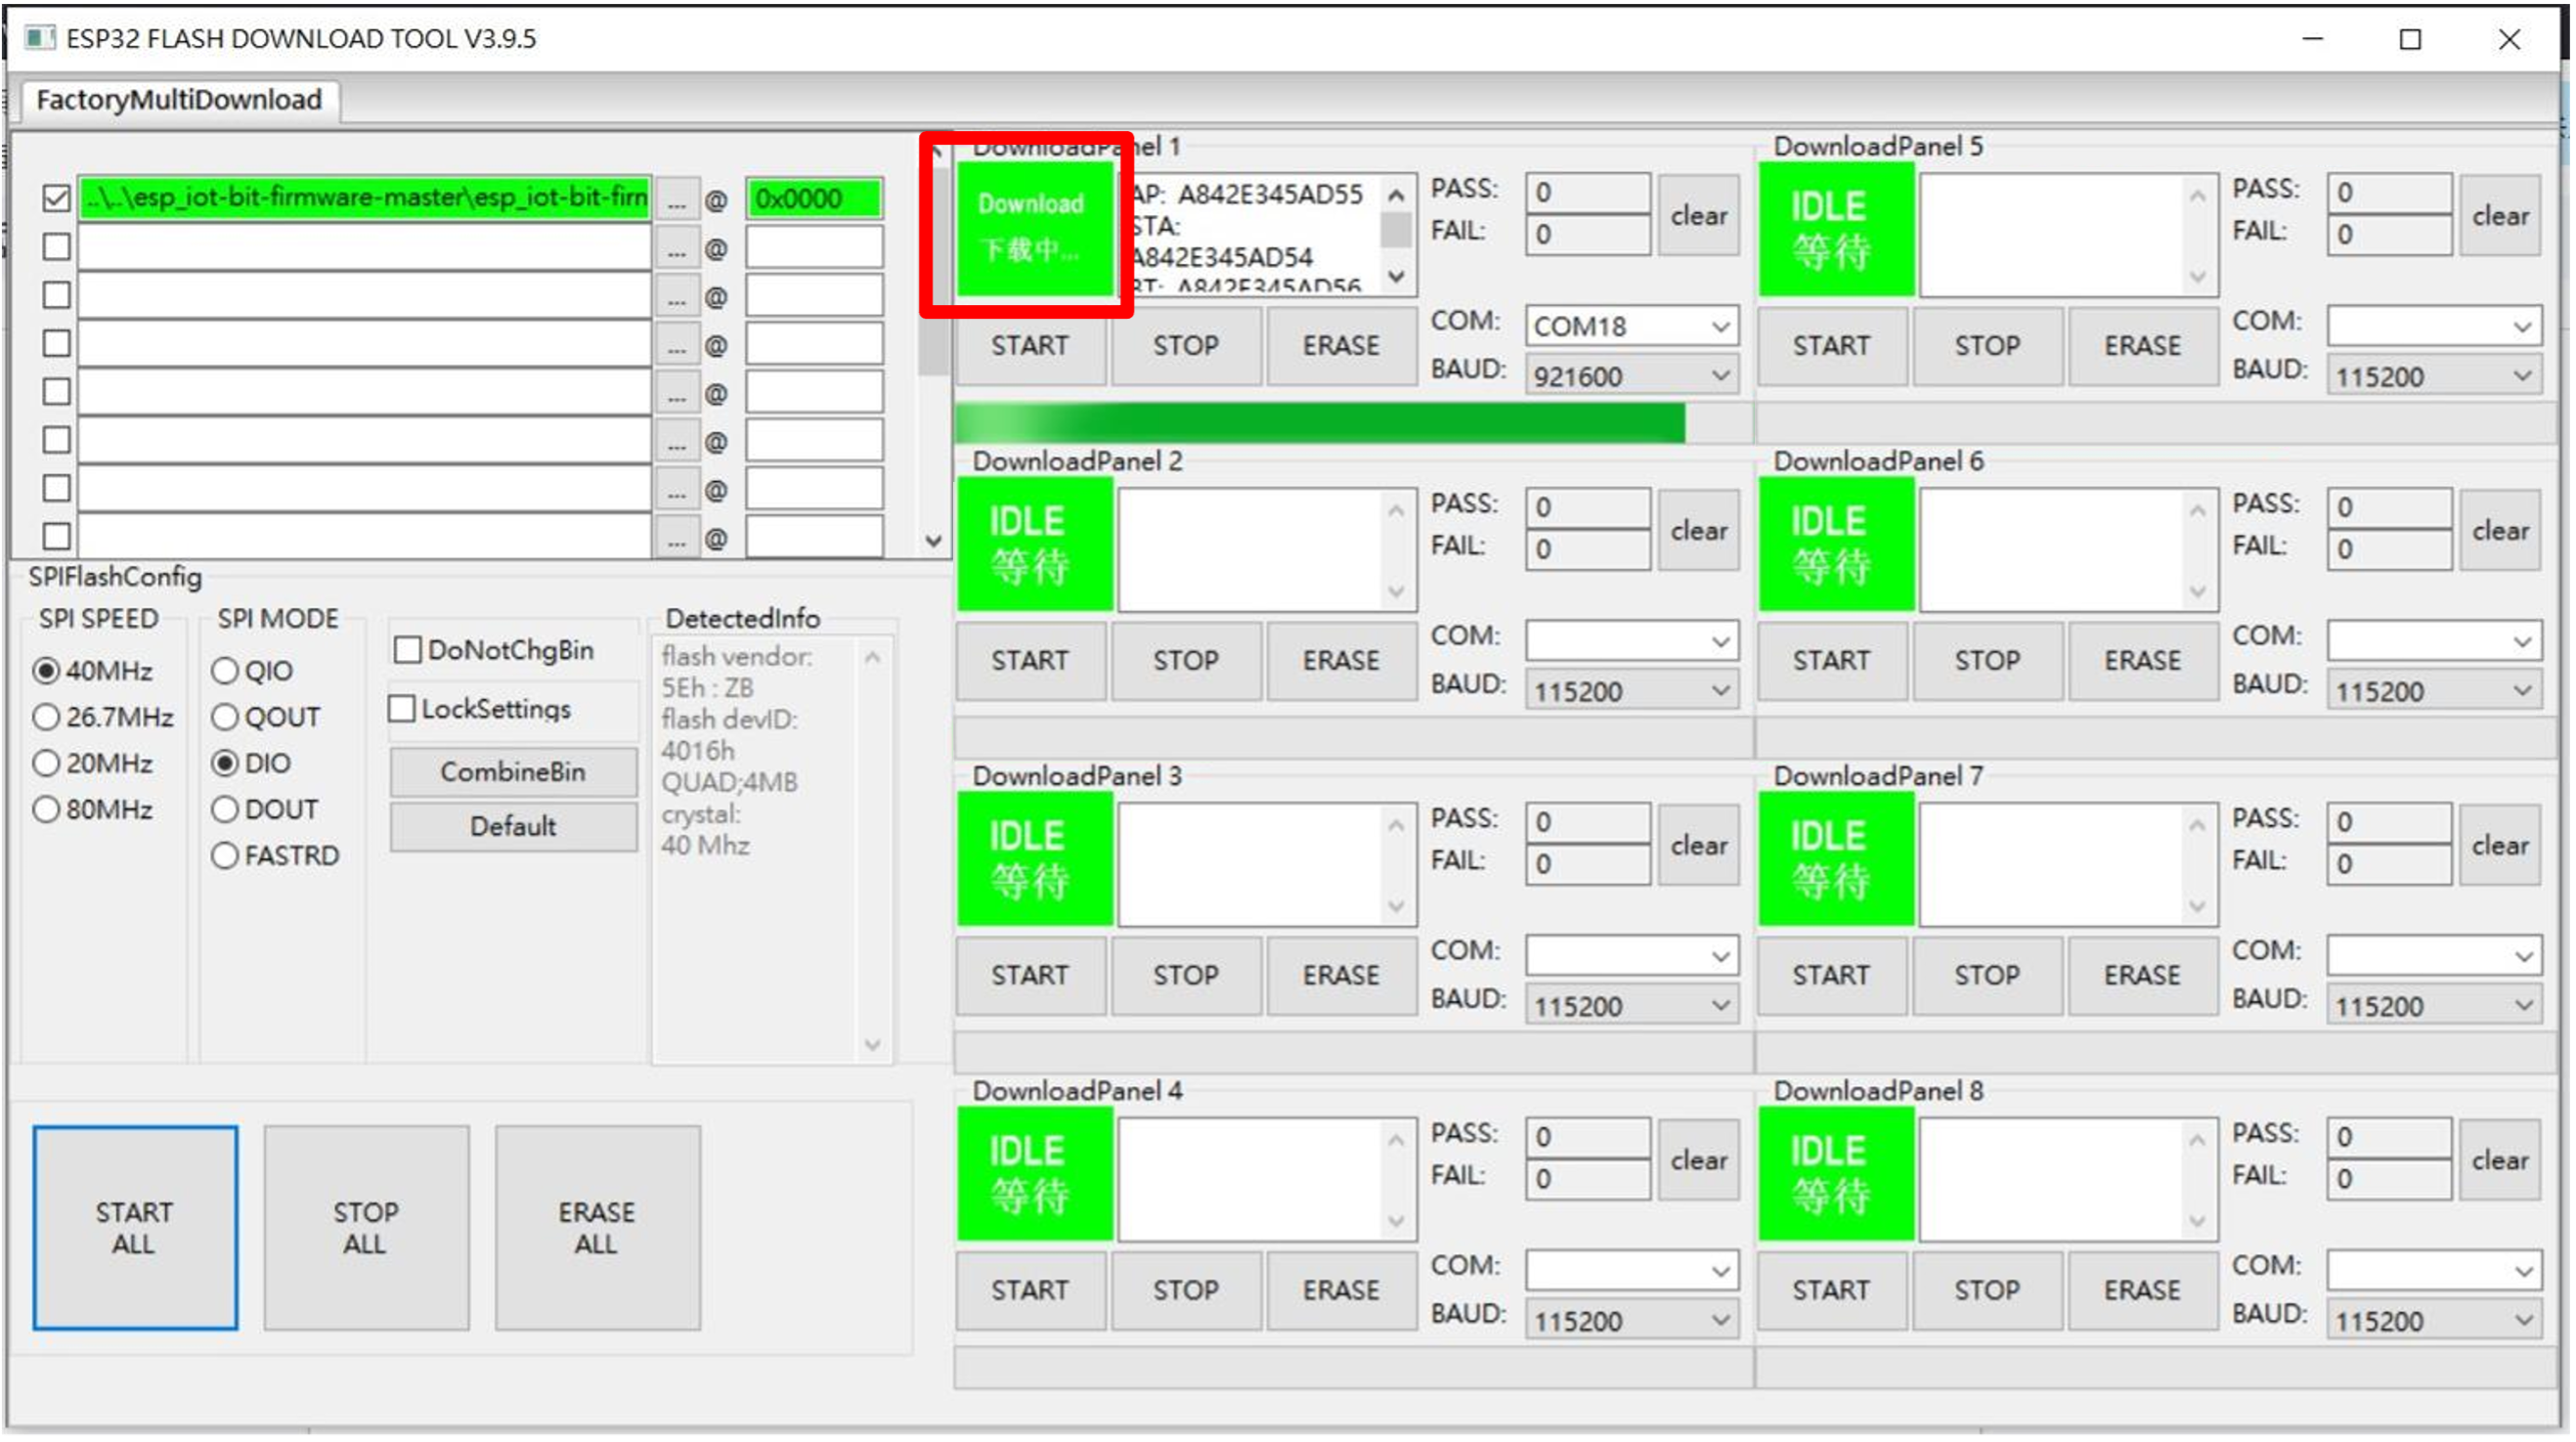 ESP32 FLASH DOWNLOAD TOOL V3.9.5
FactoryMultiDownload
..\..\esp_iot-bit-firmware-master\esp_iot-bit-firn ... @ 0x0000
... @
... @
... @
... @
... @
... @
... @
SPIFlashConfig
SPI SPEED
40MHz
26.7MHz
20MHz
80MHz
SPI MODE
QIO
QOUT
DIO
DOUT
FASTRD
DoNotChgBin
LockSettings
CombineBin
Default
DetectedInfo
flash vendor:
5Eh : ZB
flash devID:
4016h
QUAD;4MB
crystal:
40 Mhz
START
ALL
STOP
ALL
ERASE
ALL
DownloadPanel 1
Download
下载中...
AP: A842E345AD55
STA:
A842E345AD54
BT: A842E345AD56
PASS: 0
FAIL: 0
clear
START STOP ERASE
COM: COM18
BAUD: 921600
DownloadPanel 2
IDLE
等待
PASS: 0
FAIL: 0
clear
START STOP ERASE
COM:
BAUD: 115200
DownloadPanel 3
IDLE
等待
PASS: 0
FAIL: 0
clear
START STOP ERASE
COM:
BAUD: 115200
DownloadPanel 4
IDLE
等待
PASS: 0
FAIL: 0
clear
START STOP ERASE
COM:
BAUD: 115200
DownloadPanel 5
IDLE
等待
PASS: 0
FAIL: 0
clear
START STOP ERASE
COM:
BAUD: 115200
DownloadPanel 6
IDLE
等待
PASS: 0
FAIL: 0
clear
START STOP ERASE
COM:
BAUD: 115200
DownloadPanel 7
IDLE
等待
PASS: 0
FAIL: 0
clear
START STOP ERASE
COM:
BAUD: 115200
DownloadPanel 8
IDLE
等待
PASS: 0
FAIL: 0
clear
START STOP ERASE
COM:
BAUD: 115200